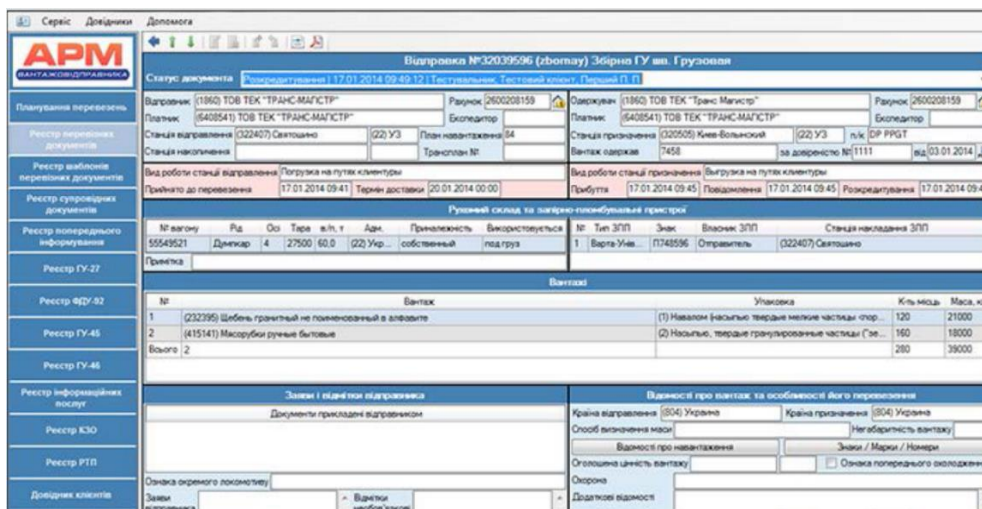 Сервіс Довідники Допомога
АРМ
ВАНТАЖОВІДПРАВНИКА
Планування перевезень
Реєстр перевізних документів
Реєстр шаблонів перевізних документів
Реєстр супровідних документів
Реєстр попереднього інформування
Реєстр ГУ-27
Реєстр ФДУ-92
Реєстр ГУ-45
Реєстр ГУ-46
Реєстр інформаційних послуг
Реєстр КЗО
Реєстр РТП
Довідник клієнтів
Відправка №32039596 (zbornay) Збірна ГУ шв. Грузовая
Статус документа Розкредитування | 17.01.2014 09:49:12 | Тестувальник, Тестовий клієнт, Перший П. П.
Відправник (1860) ТОВ ТЕК "ТРАНС-МАГІСТР" Рахунок 2600208159
Платник (6408541) ТОВ ТЕК "ТРАНС-МАГІСТР" Експедитор
Станція відправлення (322407) Святошино (22) УЗ План навантаження 84
Станція накопичення Трансплан №
Одержувач (1860) ТОВ ТЕК "Транс Магистр" Рахунок 2600208159
Платник (6408541) ТОВ ТЕК "ТРАНС-МАГІСТР" Експедитор
Станція призначення (320505) Киев-Волынский (22) УЗ п/к DP PPGT
Вантаж одержав 7458 за довіреністю № 1111 від 03.01.2014
Вид роботи станції відправлення Погрузка на путях клиентуры
Прийнято до перевезення 17.01.2014 09:41 Термін доставки 20.01.2014 00:00
Вид роботи станції призначення Выгрузка на путях клиентуры
Прибуття 17.01.2014 09:45 Повідомлення 17.01.2014 09:45 Розкредитування 17.01.2014 09:4
Рухомий склад та запірно-пломбувальні пристрої
№ вагону Рід Осі Тара в/п, т Адм. Приналежність Використовується
55549521 Думпкар 4 27500 60,0 (22) Укр... собственный под груз
Примітка
№ Тип ЗПП Знак Власник ЗПП Станція накладання ЗПП
1 Варта-Унів... П748596 Отправитель (322407) Святошино
Вантажі
№ Вантаж Упаковка К-ть місць Маса, к
1 (232395) Щебень гранитный не поименованный в алфавите (1) Навалом (насыпью твердые мелкие частицы <пор... 120 21000
2 (415141) Мясорубки ручные бытовые (2) Насыпью, твердые гранулированные частицы ("зе... 160 18000
Всього 2 280 39000
Заяви і відмітки відправника
Документи прикладені відправником
Ознака окремого локомотиву
Заяви відправника
Відмітки необов'язкові
Відомості про вантаж та особливості його перевезення
Країна відправлення (804) Украина Країна призначення (804) Украина
Спосіб визначення маси Негабаритність вантажу
Відомості про навантаження Знаки / Марки / Номери
Оголошена цінність вантажу Ознака попереднього охолоджен
Охорона
Додаткові відомості